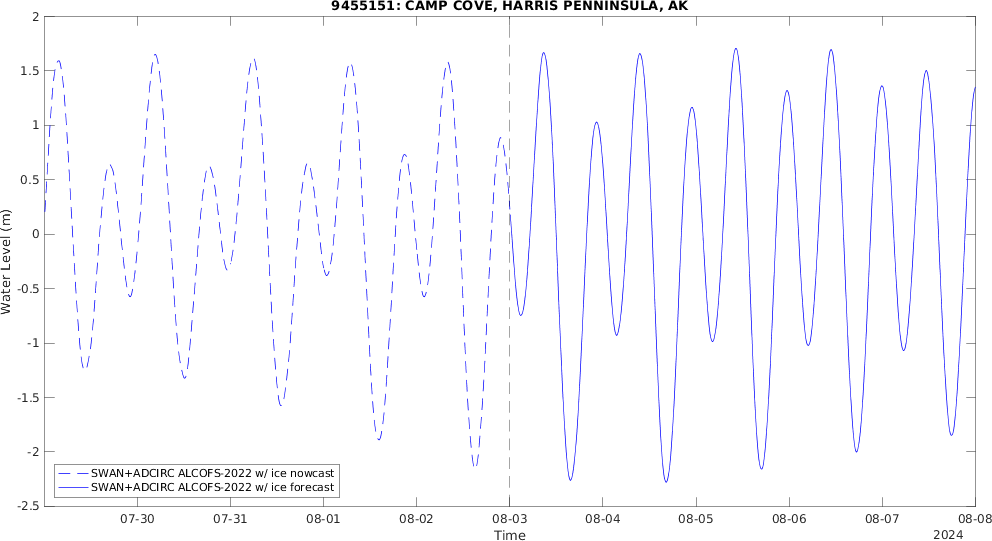 9455151: CAMP COVE, HARRIS PENNINSULA, AK
2
1.5
1
0.5
0
-0.5
-1
-1.5
-2
-2.5
Water Level (m)
SWAN+ADCIRC ALCOFS-2022 w/ ice nowcast
SWAN+ADCIRC ALCOFS-2022 w/ ice forecast
07-30 07-31 08-01 08-02 08-03 08-04 08-05 08-06 08-07 08-08
Time
2024